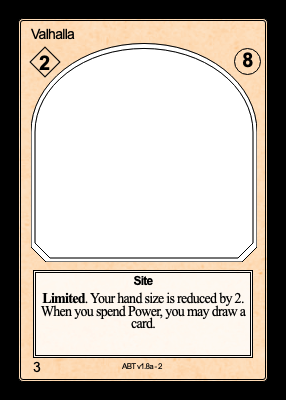 Valhalla
2
8
Site
Limited. Your hand size is reduced by 2.
When you spend Power, you may draw a
card.
3
ABT v1.8a - 2